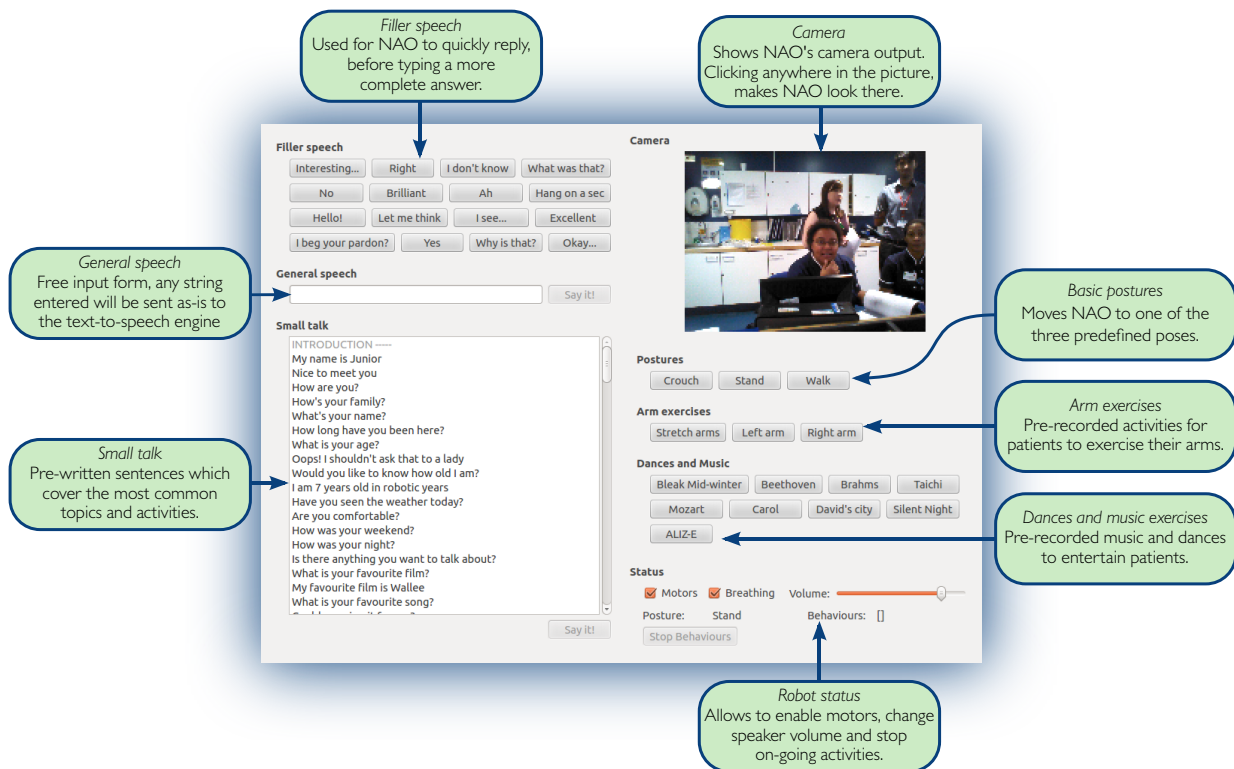 Filler speech
Used for NAO to quickly reply,
before typing a more
complete answer.
Camera
Shows NAO's camera output.
Clicking anywhere in the picture,
makes NAO look there.
General speech
Free input form, any string
entered will be sent as-is to
the text-to-speech engine
Small talk
Pre-written sentences which
cover the most common
topics and activities.
Filler speech
Interesting... Right I don't know What was that?
No Brilliant Ah Hang on a sec
Hello! Let me think I see... Excellent
I beg your pardon? Yes Why is that? Okay...
General speech
Say it!
Small talk
INTRODUCTION -----
My name is Junior
Nice to meet you
How are you?
How's your family?
What's your name?
How long have you been here?
What is your age?
Oops! I shouldn't ask that to a lady
Would you like to know how old I am?
I am 7 years old in robotic years
Have you seen the weather today?
Are you comfortable?
How was your weekend?
How was your night?
Is there anything you want to talk about?
What is your favourite film?
My favourite film is Wallee
What is your favourite song?
Say it!
Camera
Postures
Crouch Stand Walk
Arm exercises
Stretch arms Left arm Right arm
Dances and Music
Bleak Mid-winter Beethoven Brahms Taichi
Mozart Carol David's city Silent Night
ALIZ-E
Status
Motors Breathing Volume:
Posture: Stand Behaviours: []
Stop Behaviours
Basic postures
Moves NAO to one of the
three predefined poses.
Arm exercises
Pre-recorded activities for
patients to exercise their arms.
Dances and music exercises
Pre-recorded music and dances
to entertain patients.
Robot status
Allows to enable motors, change
speaker volume and stop
on-going activities.